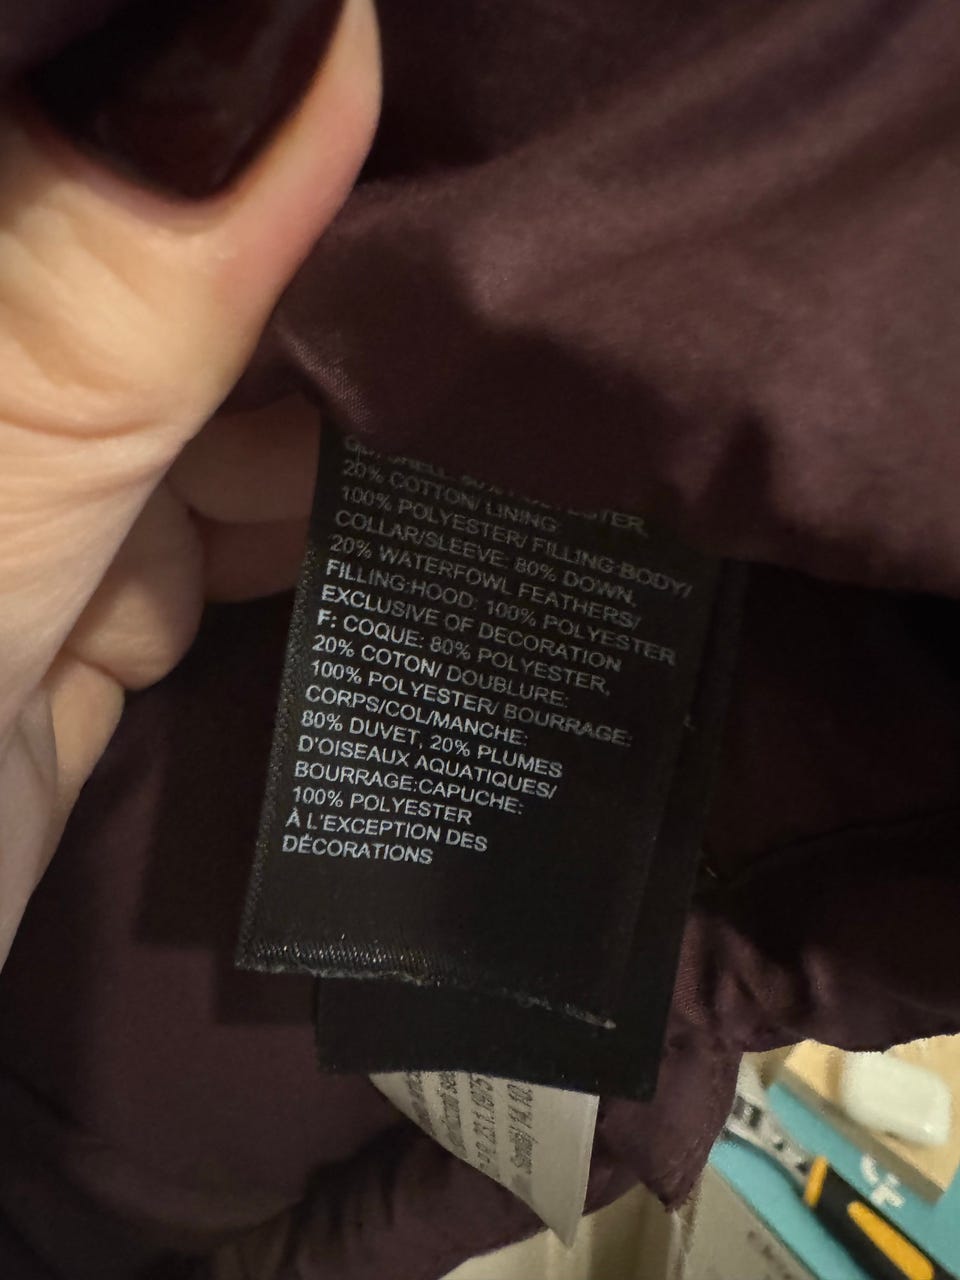 20% COTTON/ LINING:
100% POLYESTER/ FILLING:BODY/
COLLAR/SLEEVE: 80% DOWN,
20% WATERFOWL FEATHERS/
FILLING:HOOD: 100% POLYESTER
EXCLUSIVE OF DECORATION
F: COQUE: 80% POLYESTER,
20% COTON/ DOUBLURE:
100% POLYESTER/ BOURRAGE:
CORPS/COL/MANCHE:
80% DUVET, 20% PLUMES
D'OISEAUX AQUATIQUES/
BOURRAGE:CAPUCHE:
100% POLYESTER
À L'EXCEPTION DES
DÉCORATIONS